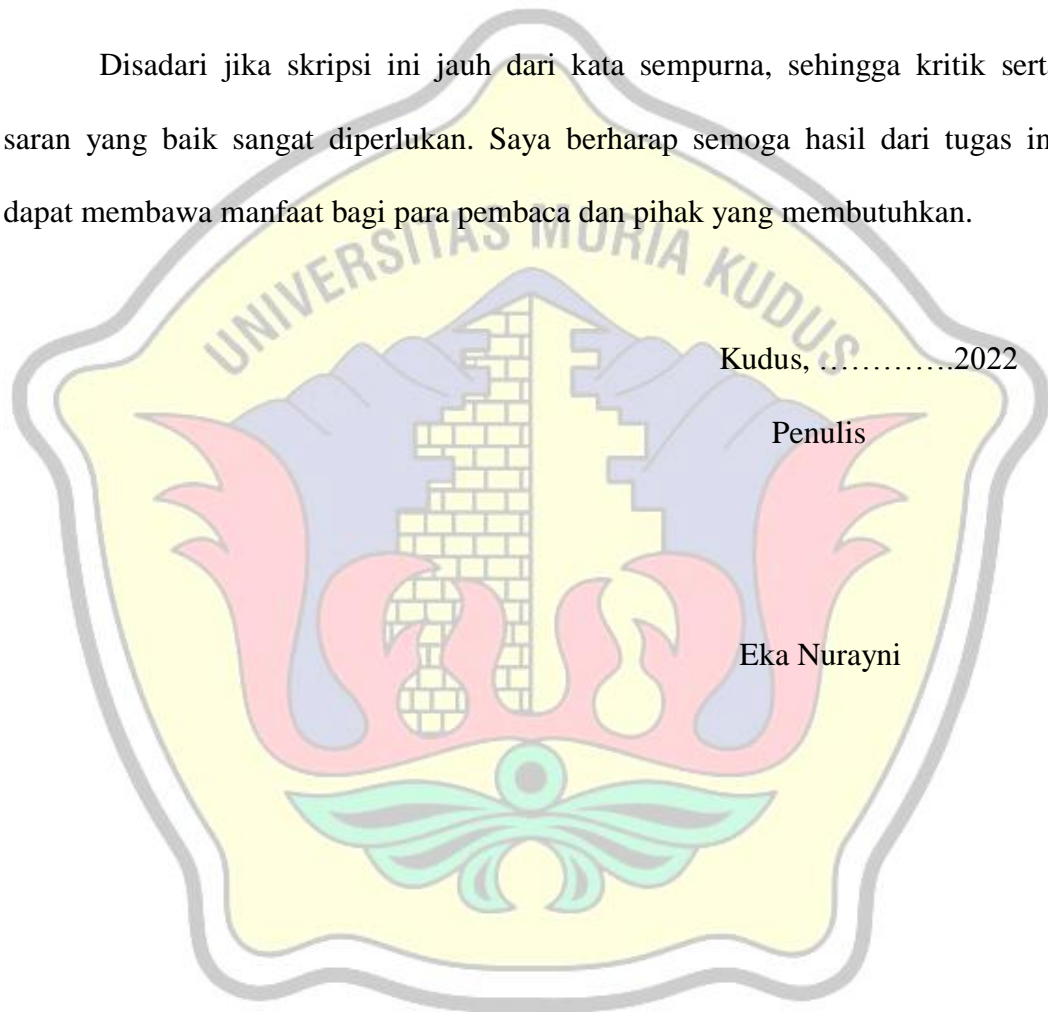 Disadari jika skripsi ini jauh dari kata sempurna, sehingga kritik sert
saran yang baik sangat diperlukan. Saya berharap semoga hasil dari tugas in
dapat membawa manfaat bagi para pembaca dan pihak yang membutuhkan.
UNIVERSITAS MURIA KUDUS
Kudus, ………….2022
Penulis
Eka Nurayni